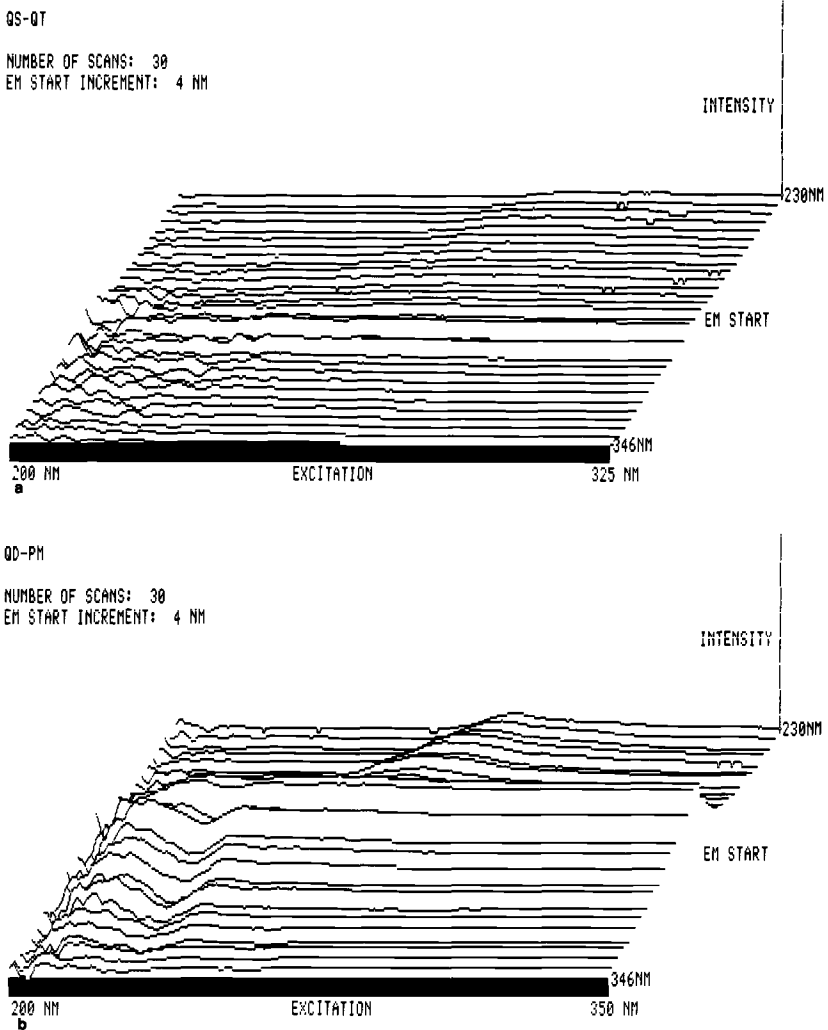 QS-QT
NUMBER OF SCANS: 30
EM START INCREMENT: 4 NM
INTENSITY
230NM
EM START
346NM
200 NM EXCITATION 325 NM
a
QD-PM
NUMBER OF SCANS: 30
EM START INCREMENT: 4 NM
INTENSITY
230NM
EM START
346NM
200 NM EXCITATION 350 NM
b